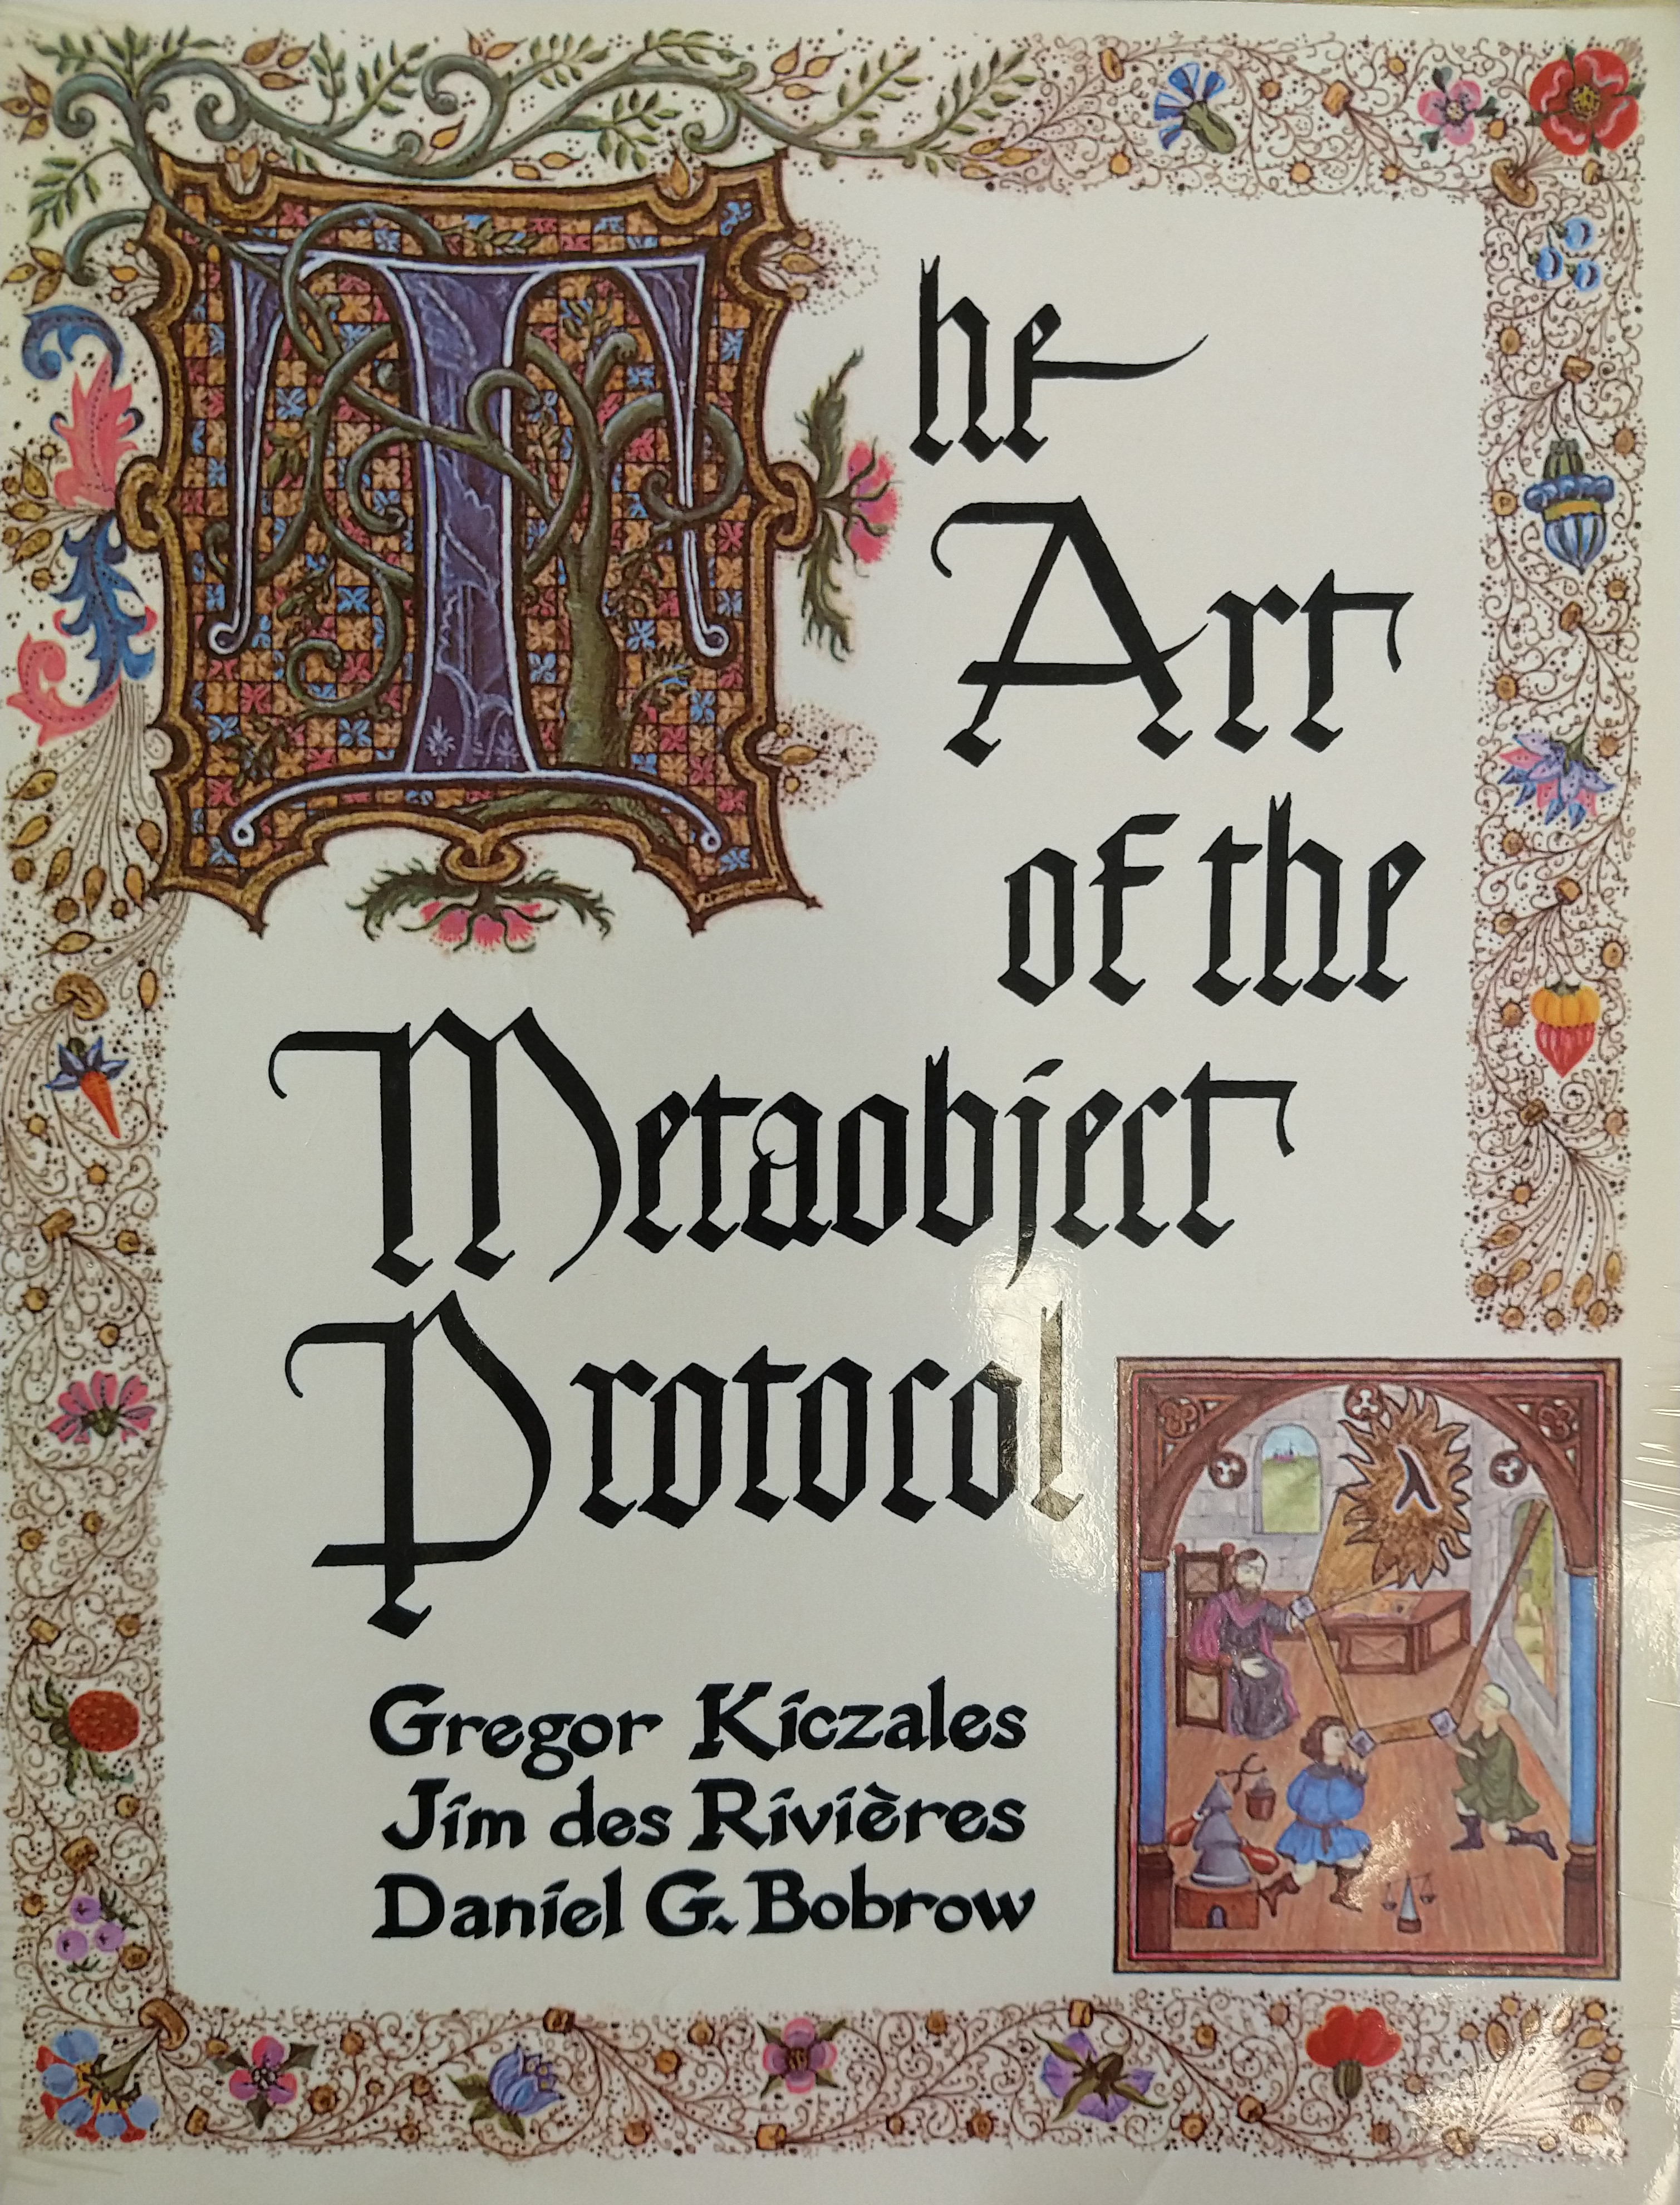 The
Art
of the
Metaobject
Protocol
λ
Gregor Kiczales
Jim des Rivières
Daniel G. Bobrow